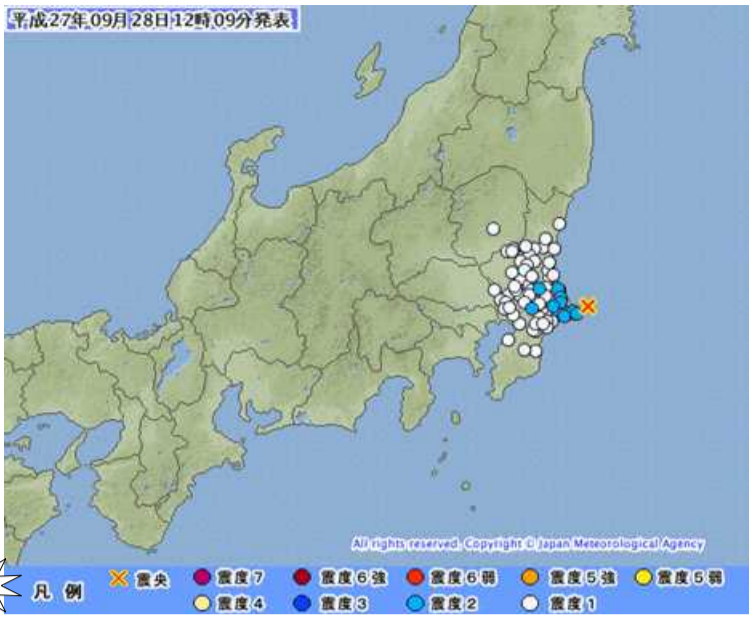 平成27年09月28日12時09分発表
All rights reserved. Copyright © Japan Meteorological Agency
凡例 震央 震度7 震度6強 震度6弱 震度5強 震度5弱
震度4 震度3 震度2 震度1